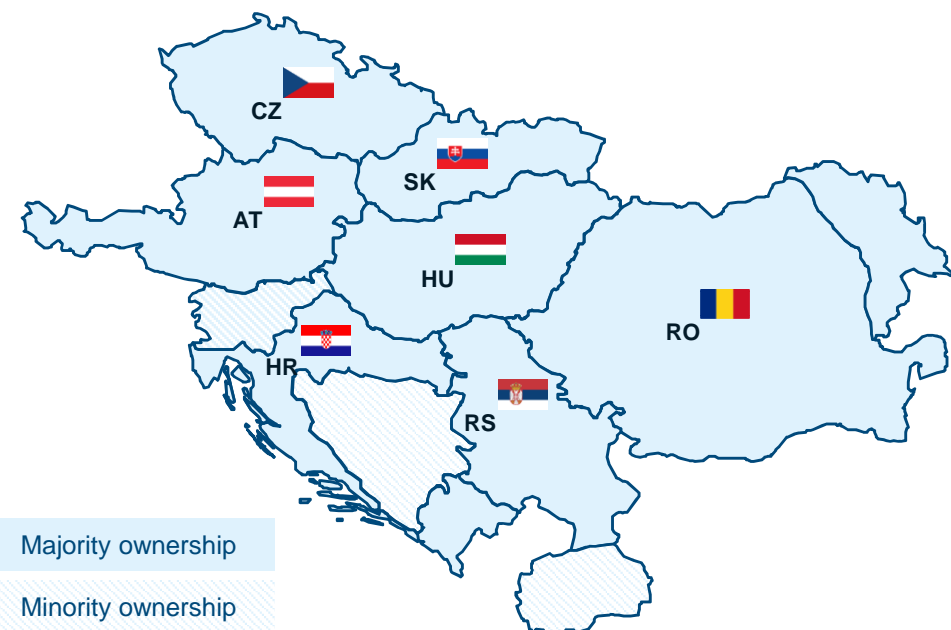 CZ
SK
AT
HU
RO
HR
RS
Majority ownership
Minority ownership